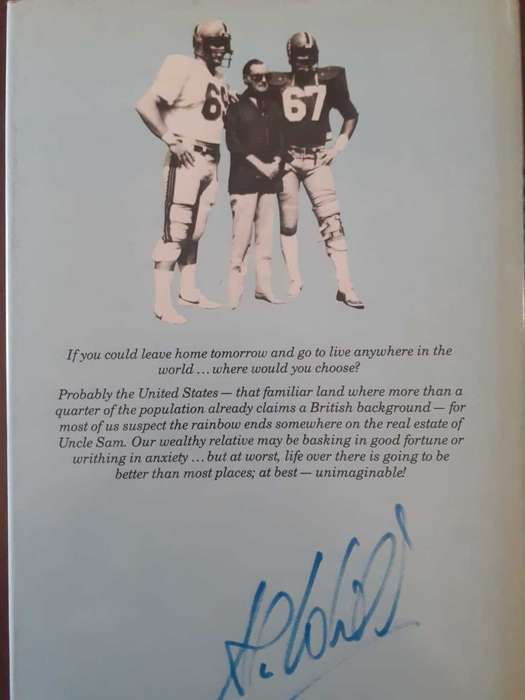 69
67
If you could leave home tomorrow and go to live anywhere in the
world ... where would you choose?
Probably the United States — that familiar land where more than a
quarter of the population already claims a British background — for
most of us suspect the rainbow ends somewhere on the real estate of
Uncle Sam. Our wealthy relative may be basking in good fortune or
writhing in anxiety ... but at worst, life over there is going to be
better than most places; at best — unimaginable!